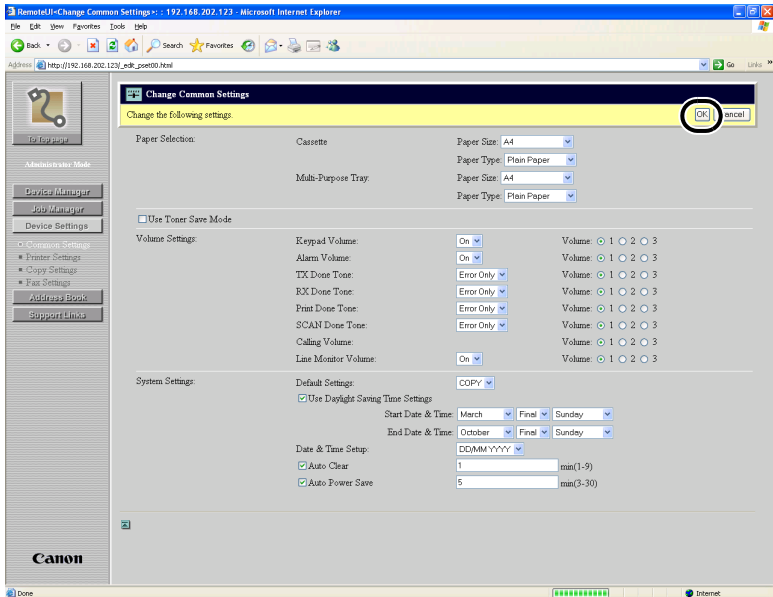 RemoteUI<Change Common Settings>: : 192.168.202.123 - Microsoft Internet Explorer
File Edit View Favorites Tools Help
Back Search Favorites
Address http://192.168.202.123/_edit_pset00.html Go Links »
To Top page
Administrator Mode
Device Manager
Job Manager
Device Settings
Common Settings
Printer Settings
Copy Settings
Fax Settings
Address Book
Support Links
Canon
Change Common Settings
Change the following settings. OK ancel
Paper Selection: Cassette Paper Size: A4
Paper Type: Plain Paper
Multi-Purpose Tray: Paper Size: A4
Paper Type: Plain Paper
Use Toner Save Mode
Volume Settings: Keypad Volume: On Volume: 1 2 3
Alarm Volume: On Volume: 1 2 3
TX Done Tone: Error Only Volume: 1 2 3
RX Done Tone: Error Only Volume: 1 2 3
Print Done Tone: Error Only Volume: 1 2 3
SCAN Done Tone: Error Only Volume: 1 2 3
Calling Volume: Volume: 1 2 3
Line Monitor Volume: On Volume: 1 2 3
System Settings: Default Settings: COPY
Use Daylight Saving Time Settings
Start Date & Time: March Final Sunday
End Date & Time: October Final Sunday
Date & Time Setup: DD/MM YYYY
Auto Clear 1 min(1-9)
Auto Power Save 5 min(3-30)
Done Internet